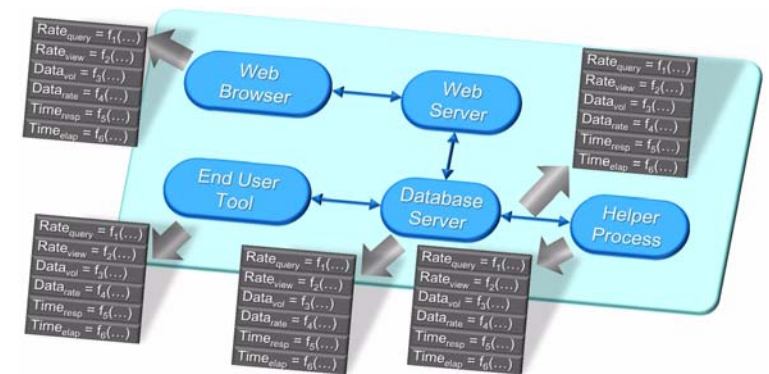 Rate_query = f_1(...)
Rate_view = f_2(...)
Data_vol = f_3(...)
Data_rate = f_4(...)
Time_resp = f_5(...)
Time_elap = f_6(...)
Web
Browser
Web
Server
Rate_query = f_1(...)
Rate_view = f_2(...)
Data_vol = f_3(...)
Data_rate = f_4(...)
Time_resp = f_5(...)
Time_elap = f_6(...)
End User
Tool
Database
Server
Helper
Process
Rate_query = f_1(...)
Rate_view = f_2(...)
Data_vol = f_3(...)
Data_rate = f_4(...)
Time_resp = f_5(...)
Time_elap = f_6(...)
Rate_query = f_1(...)
Rate_view = f_2(...)
Data_vol = f_3(...)
Data_rate = f_4(...)
Time_resp = f_5(...)
Time_elap = f_6(...)
Rate_query = f_1(...)
Rate_view = f_2(...)
Data_vol = f_3(...)
Data_rate = f_4(...)
Time_resp = f_5(...)
Time_elap = f_6(...)